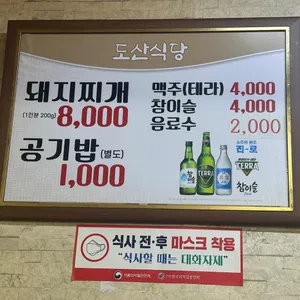 도산식당
돼지찌개
(1인분 200g) 8,000
공기밥(별도)
1,000
맥주(테라) 4,000
참이슬 4,000
음료수 2,000
진-로
TERRA
참이슬
식사 전·후 마스크 착용
"식사할 때는 대화자제"